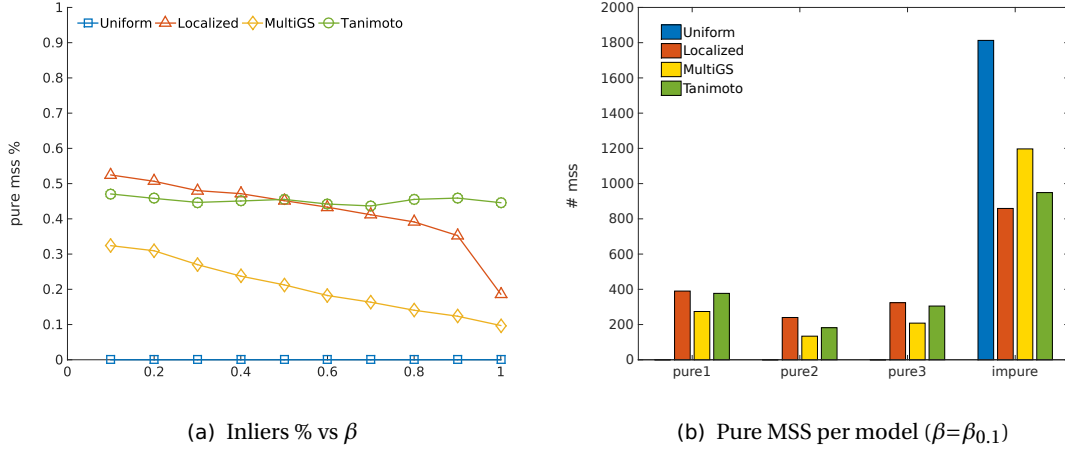 Uniform Localized MultiGS Tanimoto
1
0.9
0.8
0.7
0.6
0.5
0.4
0.3
0.2
0.1
0
pure mss %
0 0.2 0.4 0.6 0.8 1
(a) Inliers % vs β
2000
1800
1600
1400
1200
1000
800
600
400
200
0
# mss
Uniform
Localized
MultiGS
Tanimoto
pure1 pure2 pure3 impure
(b) Pure MSS per model (β=β0.1)